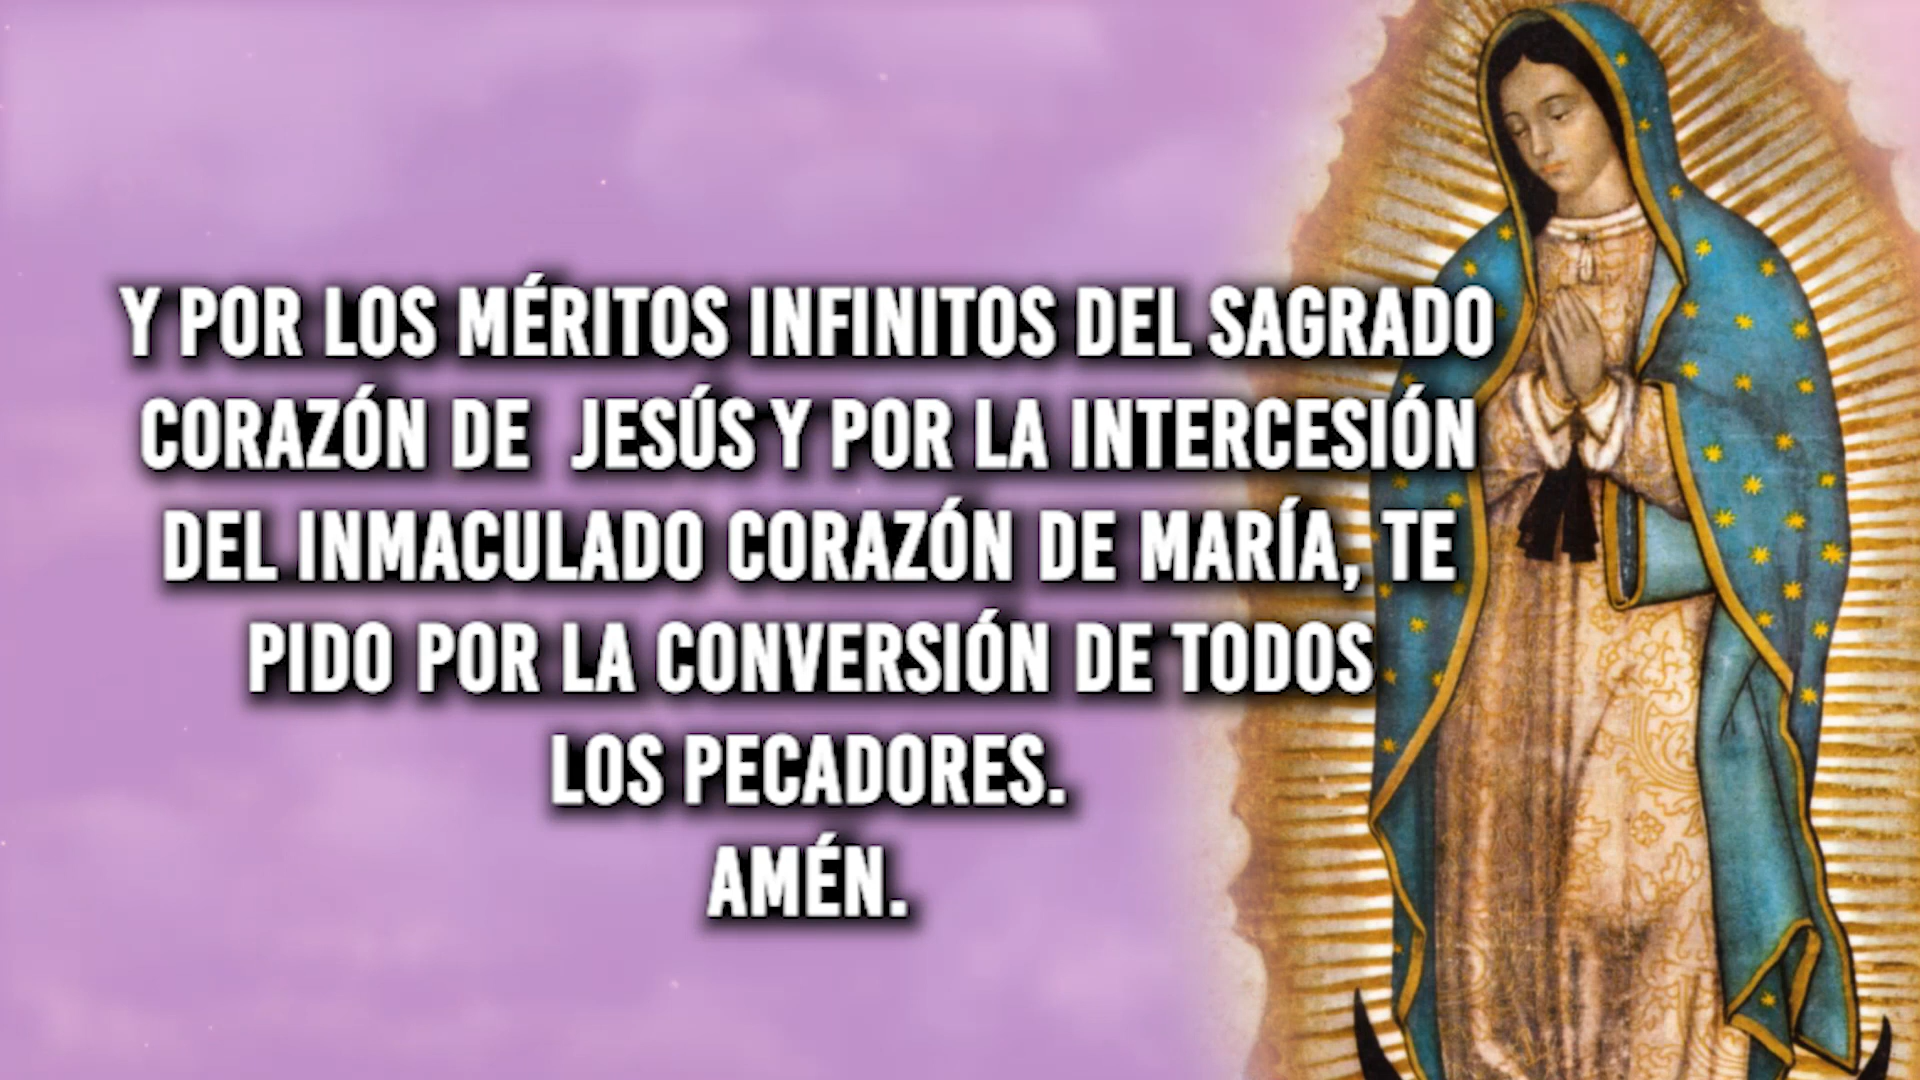 Y POR LOS MÉRITOS INFINITOS DEL SAGRADO
CORAZÓN DE JESÚS Y POR LA INTERCESIÓN
DEL INMACULADO CORAZÓN DE MARÍA, TE
PIDO POR LA CONVERSIÓN DE TODOS
LOS PECADORES.
AMÉN.